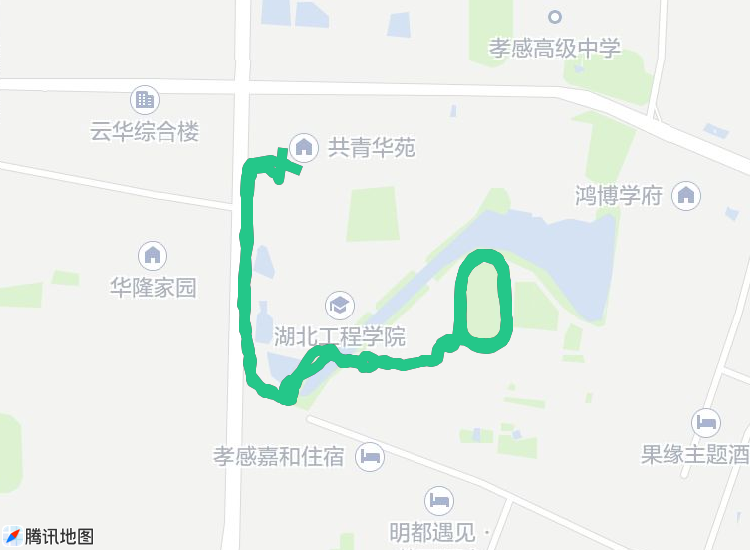 孝感高级中学
云华综合楼
共青华苑
鸿博学府
华隆家园
湖北工程学院
孝感嘉和住宿
果缘主题酒
明都遇见·
腾讯地图